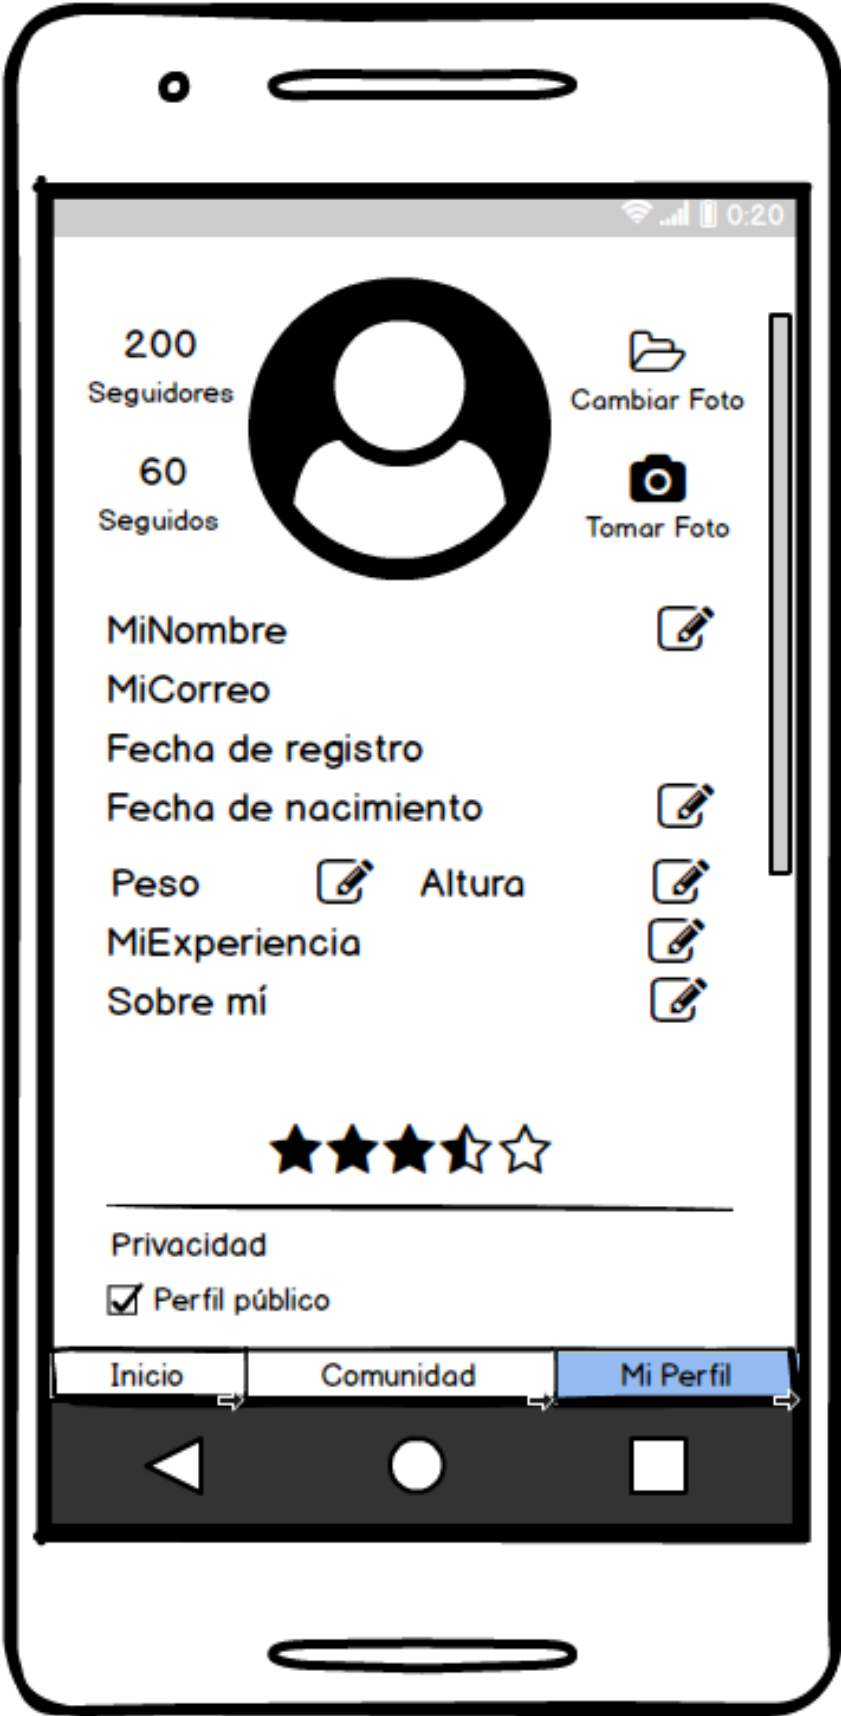 0:20
200
Seguidores
60
Seguidos
Cambiar Foto
Tomar Foto
MiNombre
MiCorreo
Fecha de registro
Fecha de nacimiento
Peso Altura
MiExperiencia
Sobre mí
Privacidad
Perfil público
Inicio Comunidad Mi Perfil